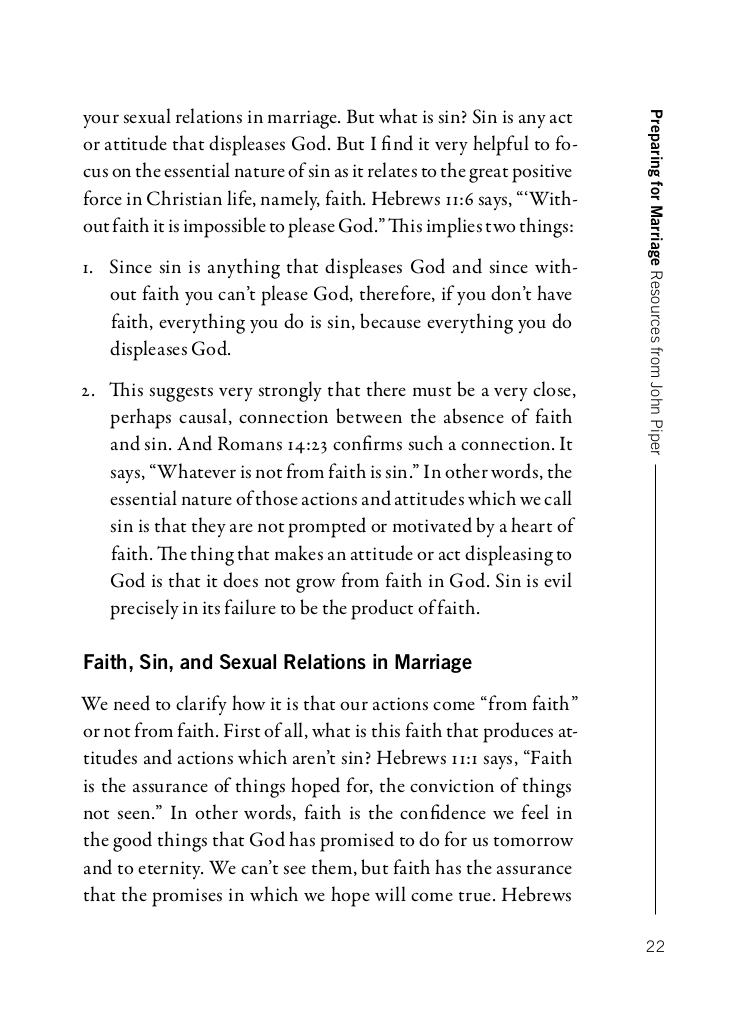 your sexual relations in marriage. But what is sin? Sin is any act
or attitude that displeases God. But I find it very helpful to fo-
cus on the essential nature of sin as it relates to the great positive
force in Christian life, namely, faith. Hebrews 11:6 says, “‘With-
out faith it is impossible to please God.” This implies two things:
1. Since sin is anything that displeases God and since with-
out faith you can’t please God, therefore, if you don’t have
faith, everything you do is sin, because everything you do
displeases God.
2. This suggests very strongly that there must be a very close,
perhaps causal, connection between the absence of faith
and sin. And Romans 14:23 confirms such a connection. It
says, “Whatever is not from faith is sin.” In other words, the
essential nature of those actions and attitudes which we call
sin is that they are not prompted or motivated by a heart of
faith. The thing that makes an attitude or act displeasing to
God is that it does not grow from faith in God. Sin is evil
precisely in its failure to be the product of faith.
Faith, Sin, and Sexual Relations in Marriage
We need to clarify how it is that our actions come “from faith”
or not from faith. First of all, what is this faith that produces at-
titudes and actions which aren’t sin? Hebrews 11:1 says, “Faith
is the assurance of things hoped for, the conviction of things
not seen.” In other words, faith is the confidence we feel in
the good things that God has promised to do for us tomorrow
and to eternity. We can’t see them, but faith has the assurance
that the promises in which we hope will come true. Hebrews
Preparing for Marriage Resources from John Piper
22